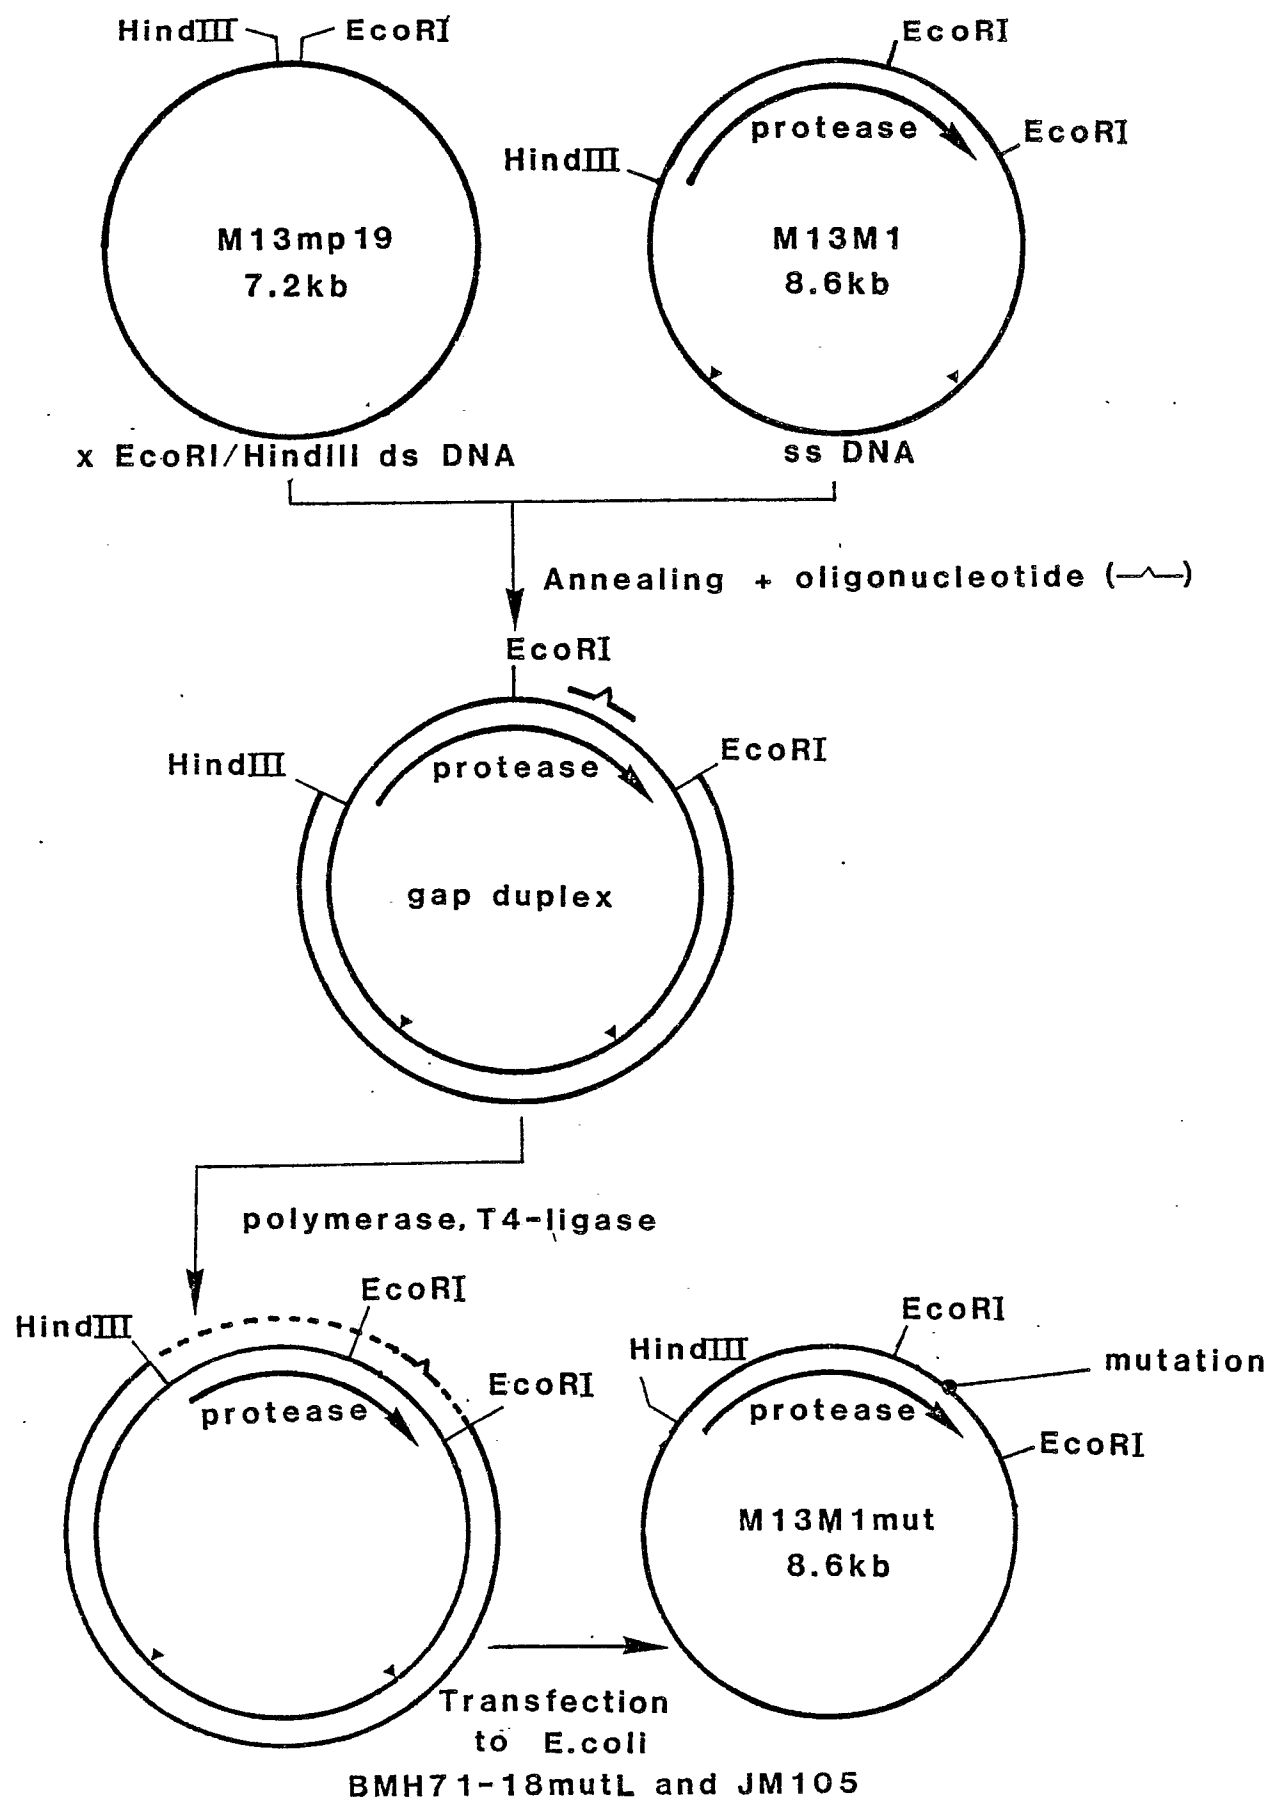 HindIII EcoRI
M13mp19
7.2kb
x EcoRI/HindIII ds DNA
EcoRI
protease
EcoRI
HindIII
M13M1
8.6kb
ss DNA
Annealing + oligonucleotide ( )
EcoRI
HindIII
protease
EcoRI
gap duplex
polymerase, T4-ligase
HindIII
EcoRI
protease
EcoRI
Transfection
to E.coli
BMH71-18mutL and JM105
EcoRI
HindIII
mutation
protease
EcoRI
M13M1mut
8.6kb